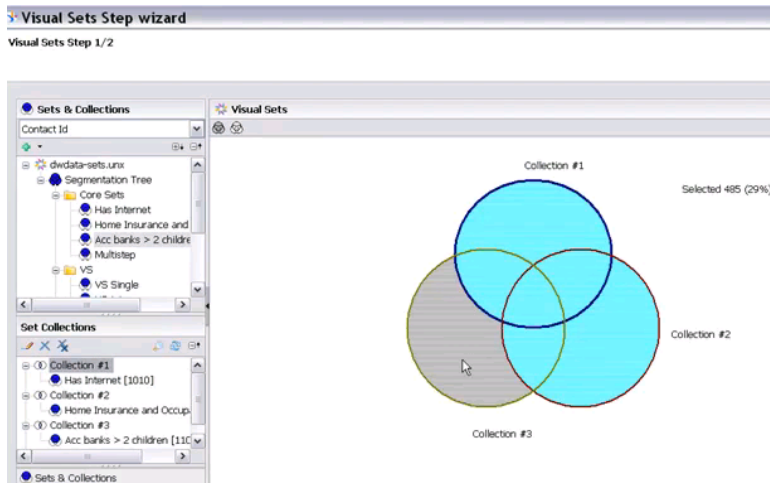 Visual Sets Step wizard
Visual Sets Step 1/2
Sets & Collections
Contact Id
dwdata-sets.unx
Segmentation Tree
Core Sets
Has Internet
Home Insurance and
Acc banks > 2 childre
Multistep
VS
VS Single
Set Collections
Collection #1
Has Internet [1010]
Collection #2
Home Insurance and Occup
Collection #3
Acc banks > 2 children [110
Sets & Collections
Visual Sets
Collection #1
Selected 485 (29%)
Collection #2
Collection #3